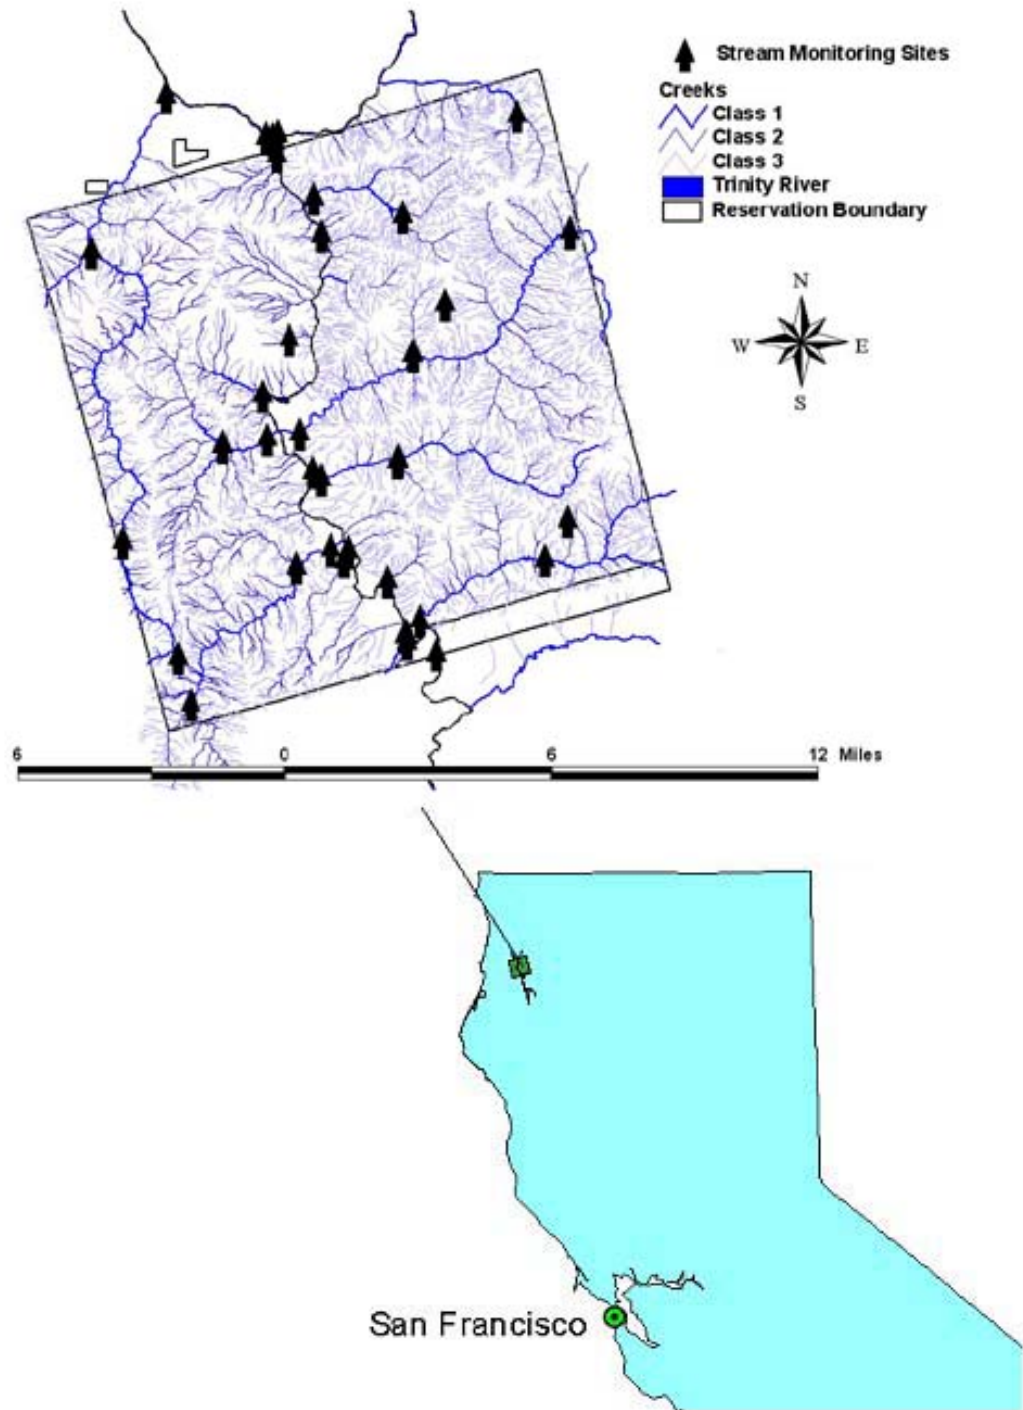 Stream Monitoring Sites
Creeks
Class 1
Class 2
Class 3
Trinity River
Reservation Boundary
N
W E
S
6 0 6 12 Miles
San Francisco